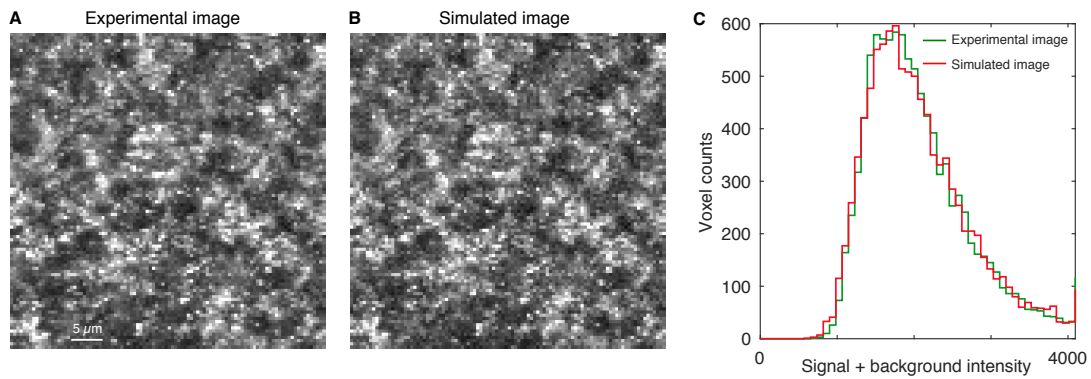 A Experimental image
B Simulated image
C
5 µm
Voxel counts
600
500
400
300
200
100
0
Experimental image
Simulated image
0 4000
Signal + background intensity